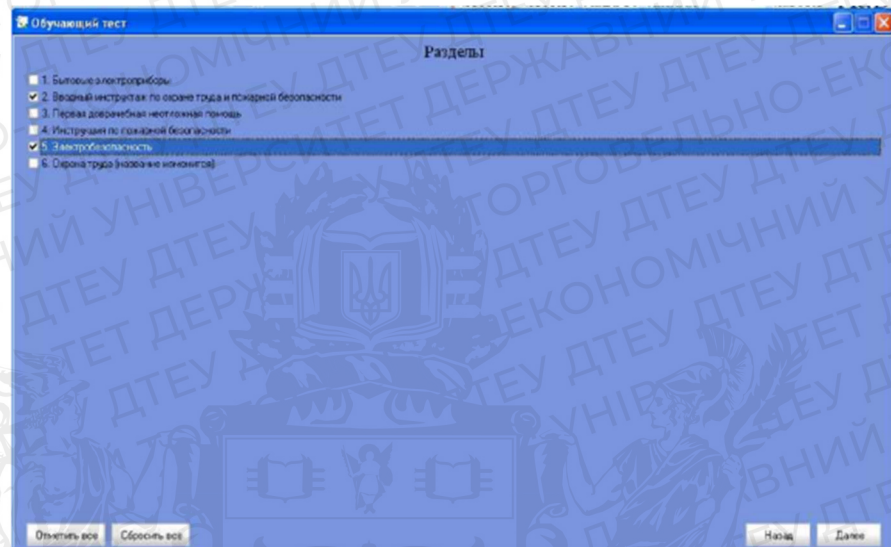 Обучающий тест
Разделы
1. Бытовые электроприборы
2. Вводный инструктаж по охране труда и пожарной безопасности
3. Первая доврачебная неотложная помощь
4. Инструкция по пожарной безопасности
5. Электробезопасность
6. Охрана труда (название изменится)
Отметить все Сбросить все Назад Далее